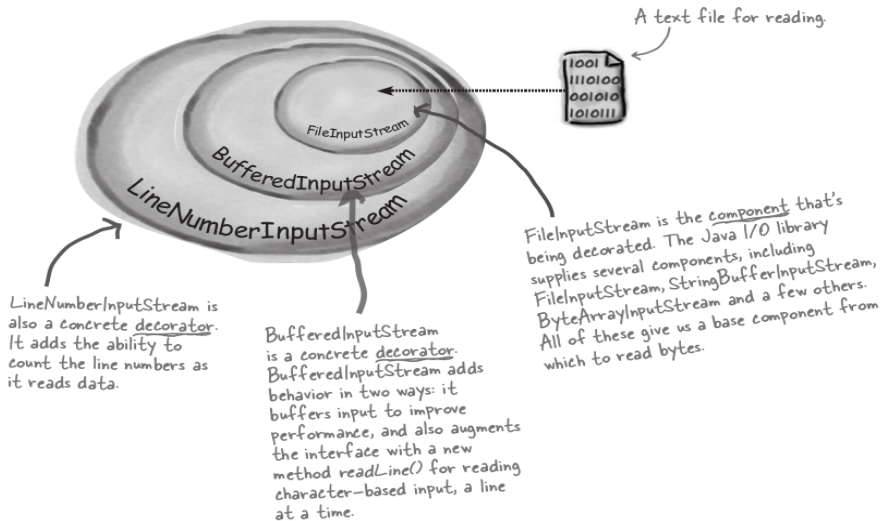 A text file for reading.
1001
1110100
001010
1010111
FileInputStream
BufferedInputStream
LineNumberInputStream
FileInputStream is the component that's
being decorated. The Java I/O library
supplies several components, including
FileInputStream, StringBufferInputStream,
ByteArrayInputStream and a few others.
All of these give us a base component from
which to read bytes.
LineNumberInputStream is
also a concrete decorator.
It adds the ability to
count the line numbers as
it reads data.
BufferedInputStream
is a concrete decorator.
BufferedInputStream adds
behavior in two ways: it
buffers input to improve
performance, and also augments
the interface with a new
method readLine() for reading
character-based input, a line
at a time.